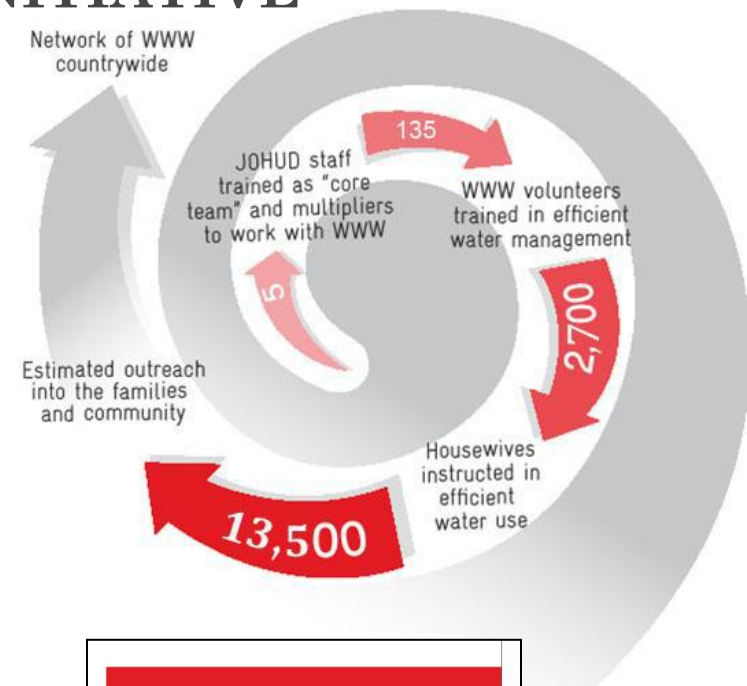 Network of WWW
countrywide
135
JOHUD staff
trained as "core
team" and multipliers
to work with WWW
WWW volunteers
trained in efficient
water management
5
2,700
Estimated outreach
into the families
and community
Housewives
instructed in
efficient
water use
13,500